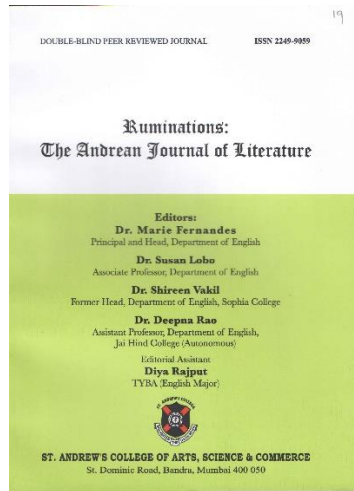 19
DOUBLE-BLIND PEER REVIEWED JOURNAL ISSN 2249-9059
Ruminations:
The Andrean Journal of Literature
Editors:
Dr. Marie Fernandes
Principal and Head, Department of English
Dr. Susan Lobo
Associate Professor, Department of English
Dr. Shireen Vakil
Former Head, Department of English, Sophia College
Dr. Deepna Rao
Assistant Professor, Department of English,
Jai Hind College (Autonomous)
Editorial Assistant
Diya Rajput
TYBA (English Major)
ST. ANDREW'S COLLEGE OF ARTS, SCIENCE & COMMERCE
St. Dominic Road, Bandra, Mumbai 400 050